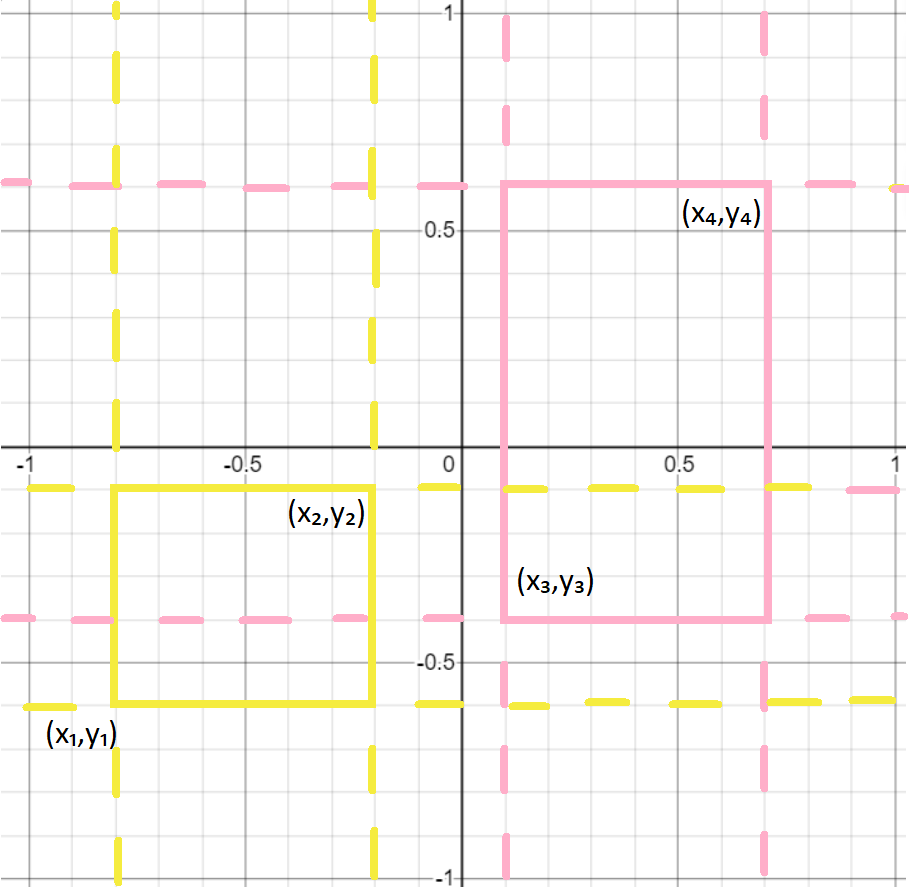 1
(x₄,y₄)
0.5
-1 -0.5 0 0.5 1
(x₂,y₂)
(x₃,y₃)
-0.5
(x₁,y₁)
-1